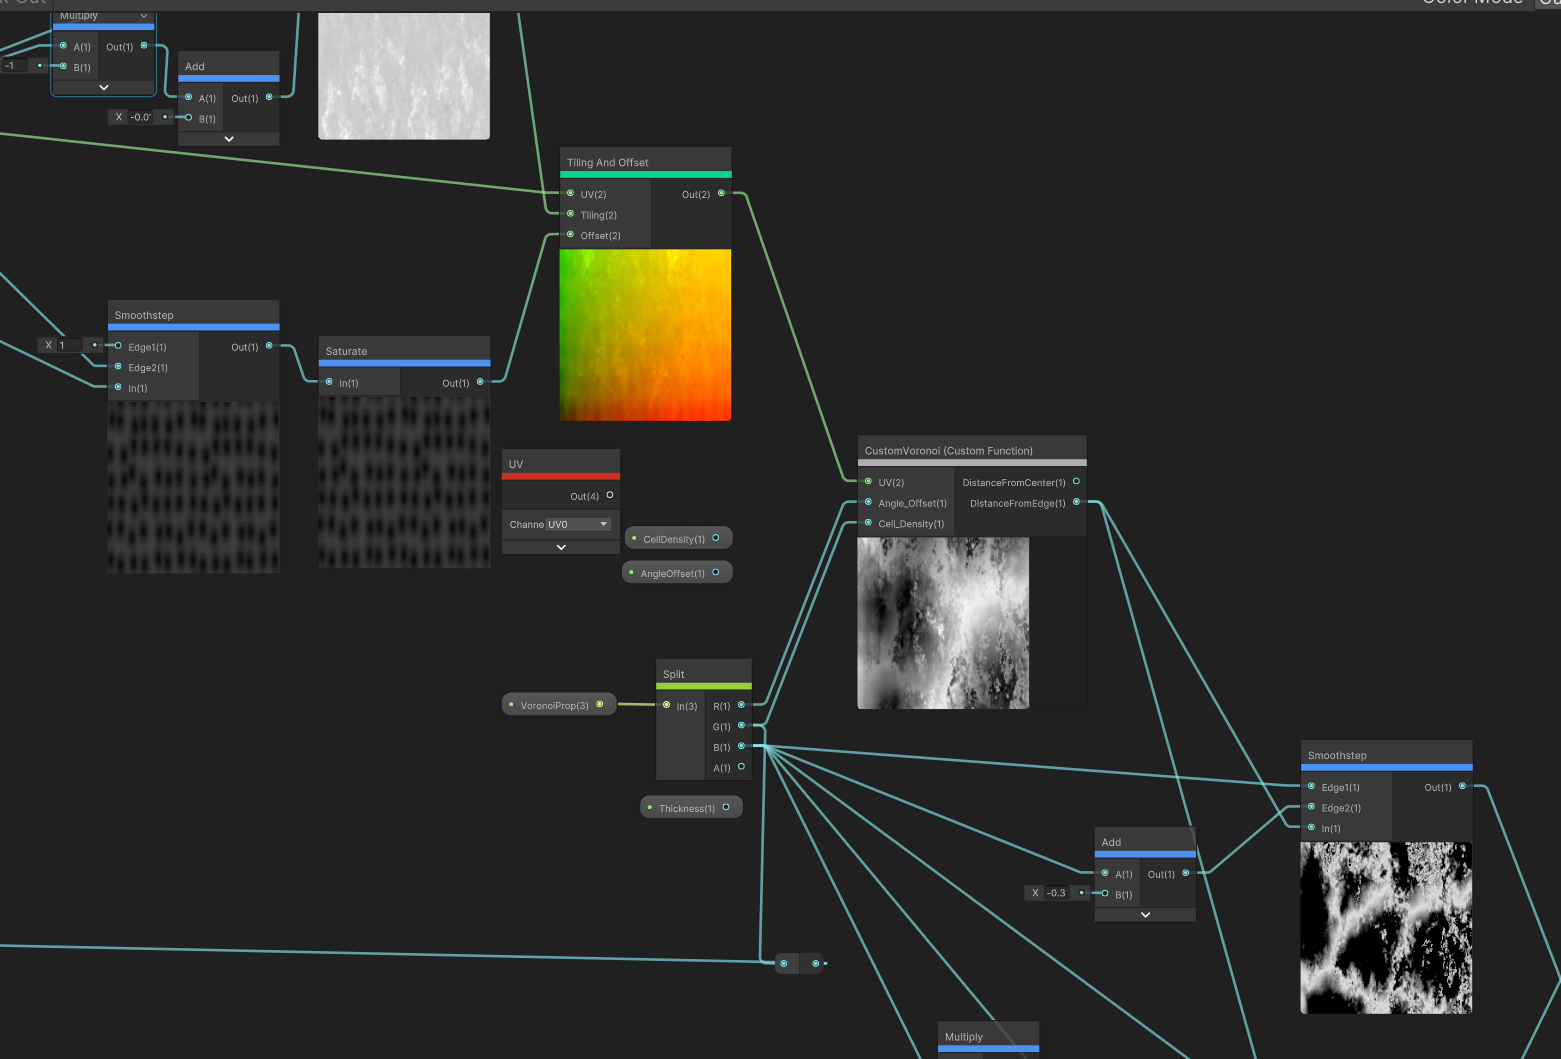 Multiply
A(1)
Out(1)
-1
B(1)
Add
A(1)
Out(1)
X -0.0
B(1)
Tiling And Offset
UV(2)
Out(2)
Tiling(2)
Offset(2)
Smoothstep
X 1
Edge1(1)
Out(1)
Edge2(1)
In(1)
Saturate
In(1)
Out(1)
UV
Out(4)
Channe UV0
CellDensity(1)
AngleOffset(1)
CustomVoronoi (Custom Function)
UV(2)
DistanceFromCenter(1)
Angle_Offset(1)
DistanceFromEdge(1)
Cell_Density(1)
Split
VoronoiProp(3)
In(3)
R(1)
G(1)
B(1)
A(1)
Thickness(1)
Smoothstep
Edge1(1)
Out(1)
Edge2(1)
In(1)
Add
A(1)
Out(1)
X -0.3
B(1)
Multiply
Color Mode